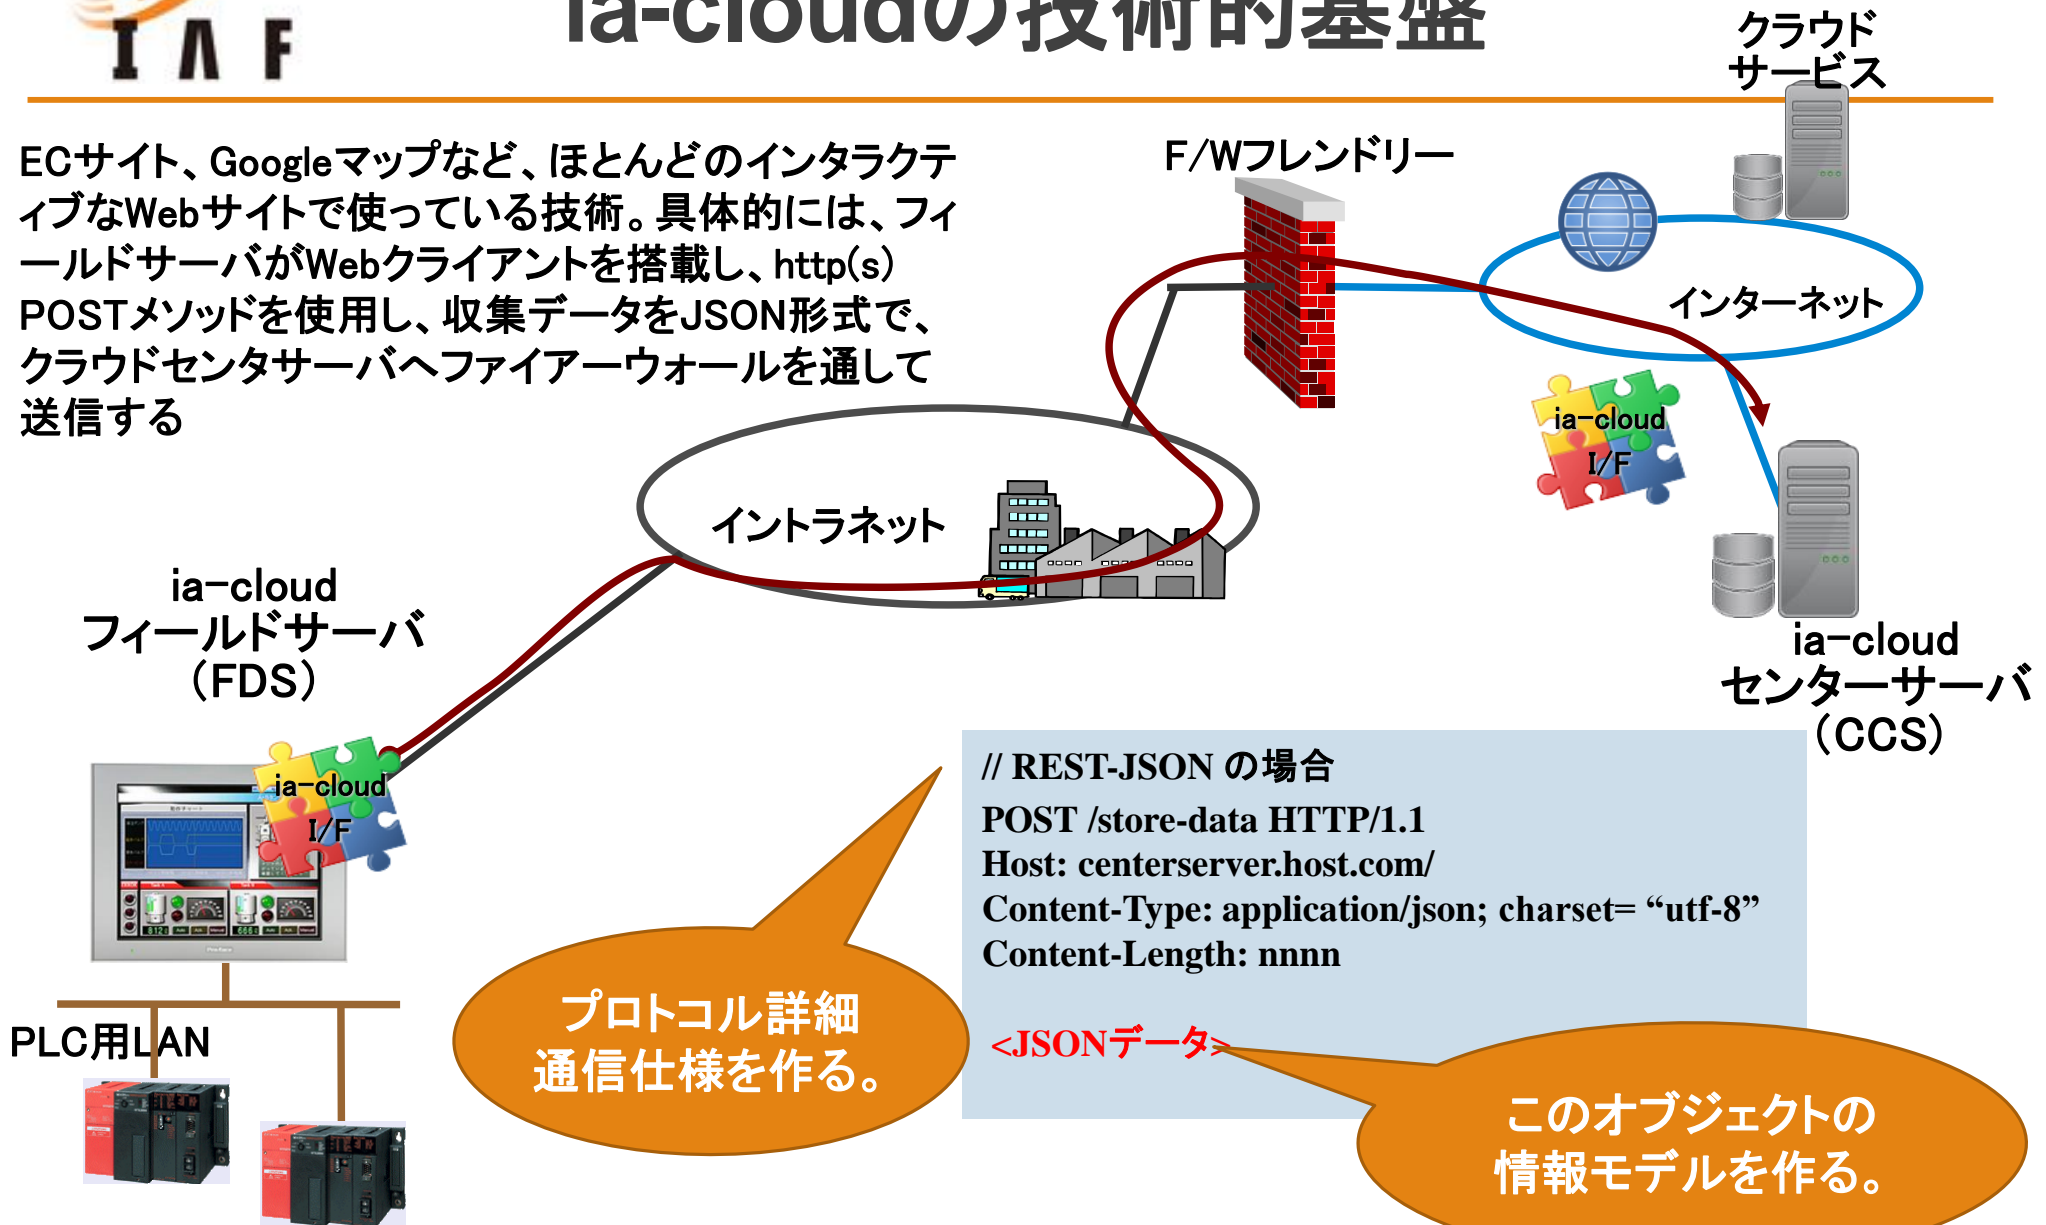 IAF
ia-cloudの技術的基盤
クラウド
サービス
ECサイト、Googleマップなど、ほとんどのインタラクテ
ィブなWebサイトで使っている技術。具体的には、フィ
ールドサーバがWebクライアントを搭載し、http(s)
POSTメソッドを使用し、収集データをJSON形式で、
クラウドセンタサーバへファイアーウォールを通して
送信する
F/Wフレンドリー
インターネット
ia-cloud
I/F
イントラネット
ia-cloud
フィールドサーバ
（FDS）
ia-cloud
センターサーバ
（CCS）
ia-cloud
I/F
// REST-JSON の場合
POST /store-data HTTP/1.1
Host: centerserver.host.com/
Content-Type: application/json; charset= “utf-8”
Content-Length: nnnn
<JSONデータ>
プロトコル詳細
通信仕様を作る。
PLC用LAN
このオブジェクトの
情報モデルを作る。